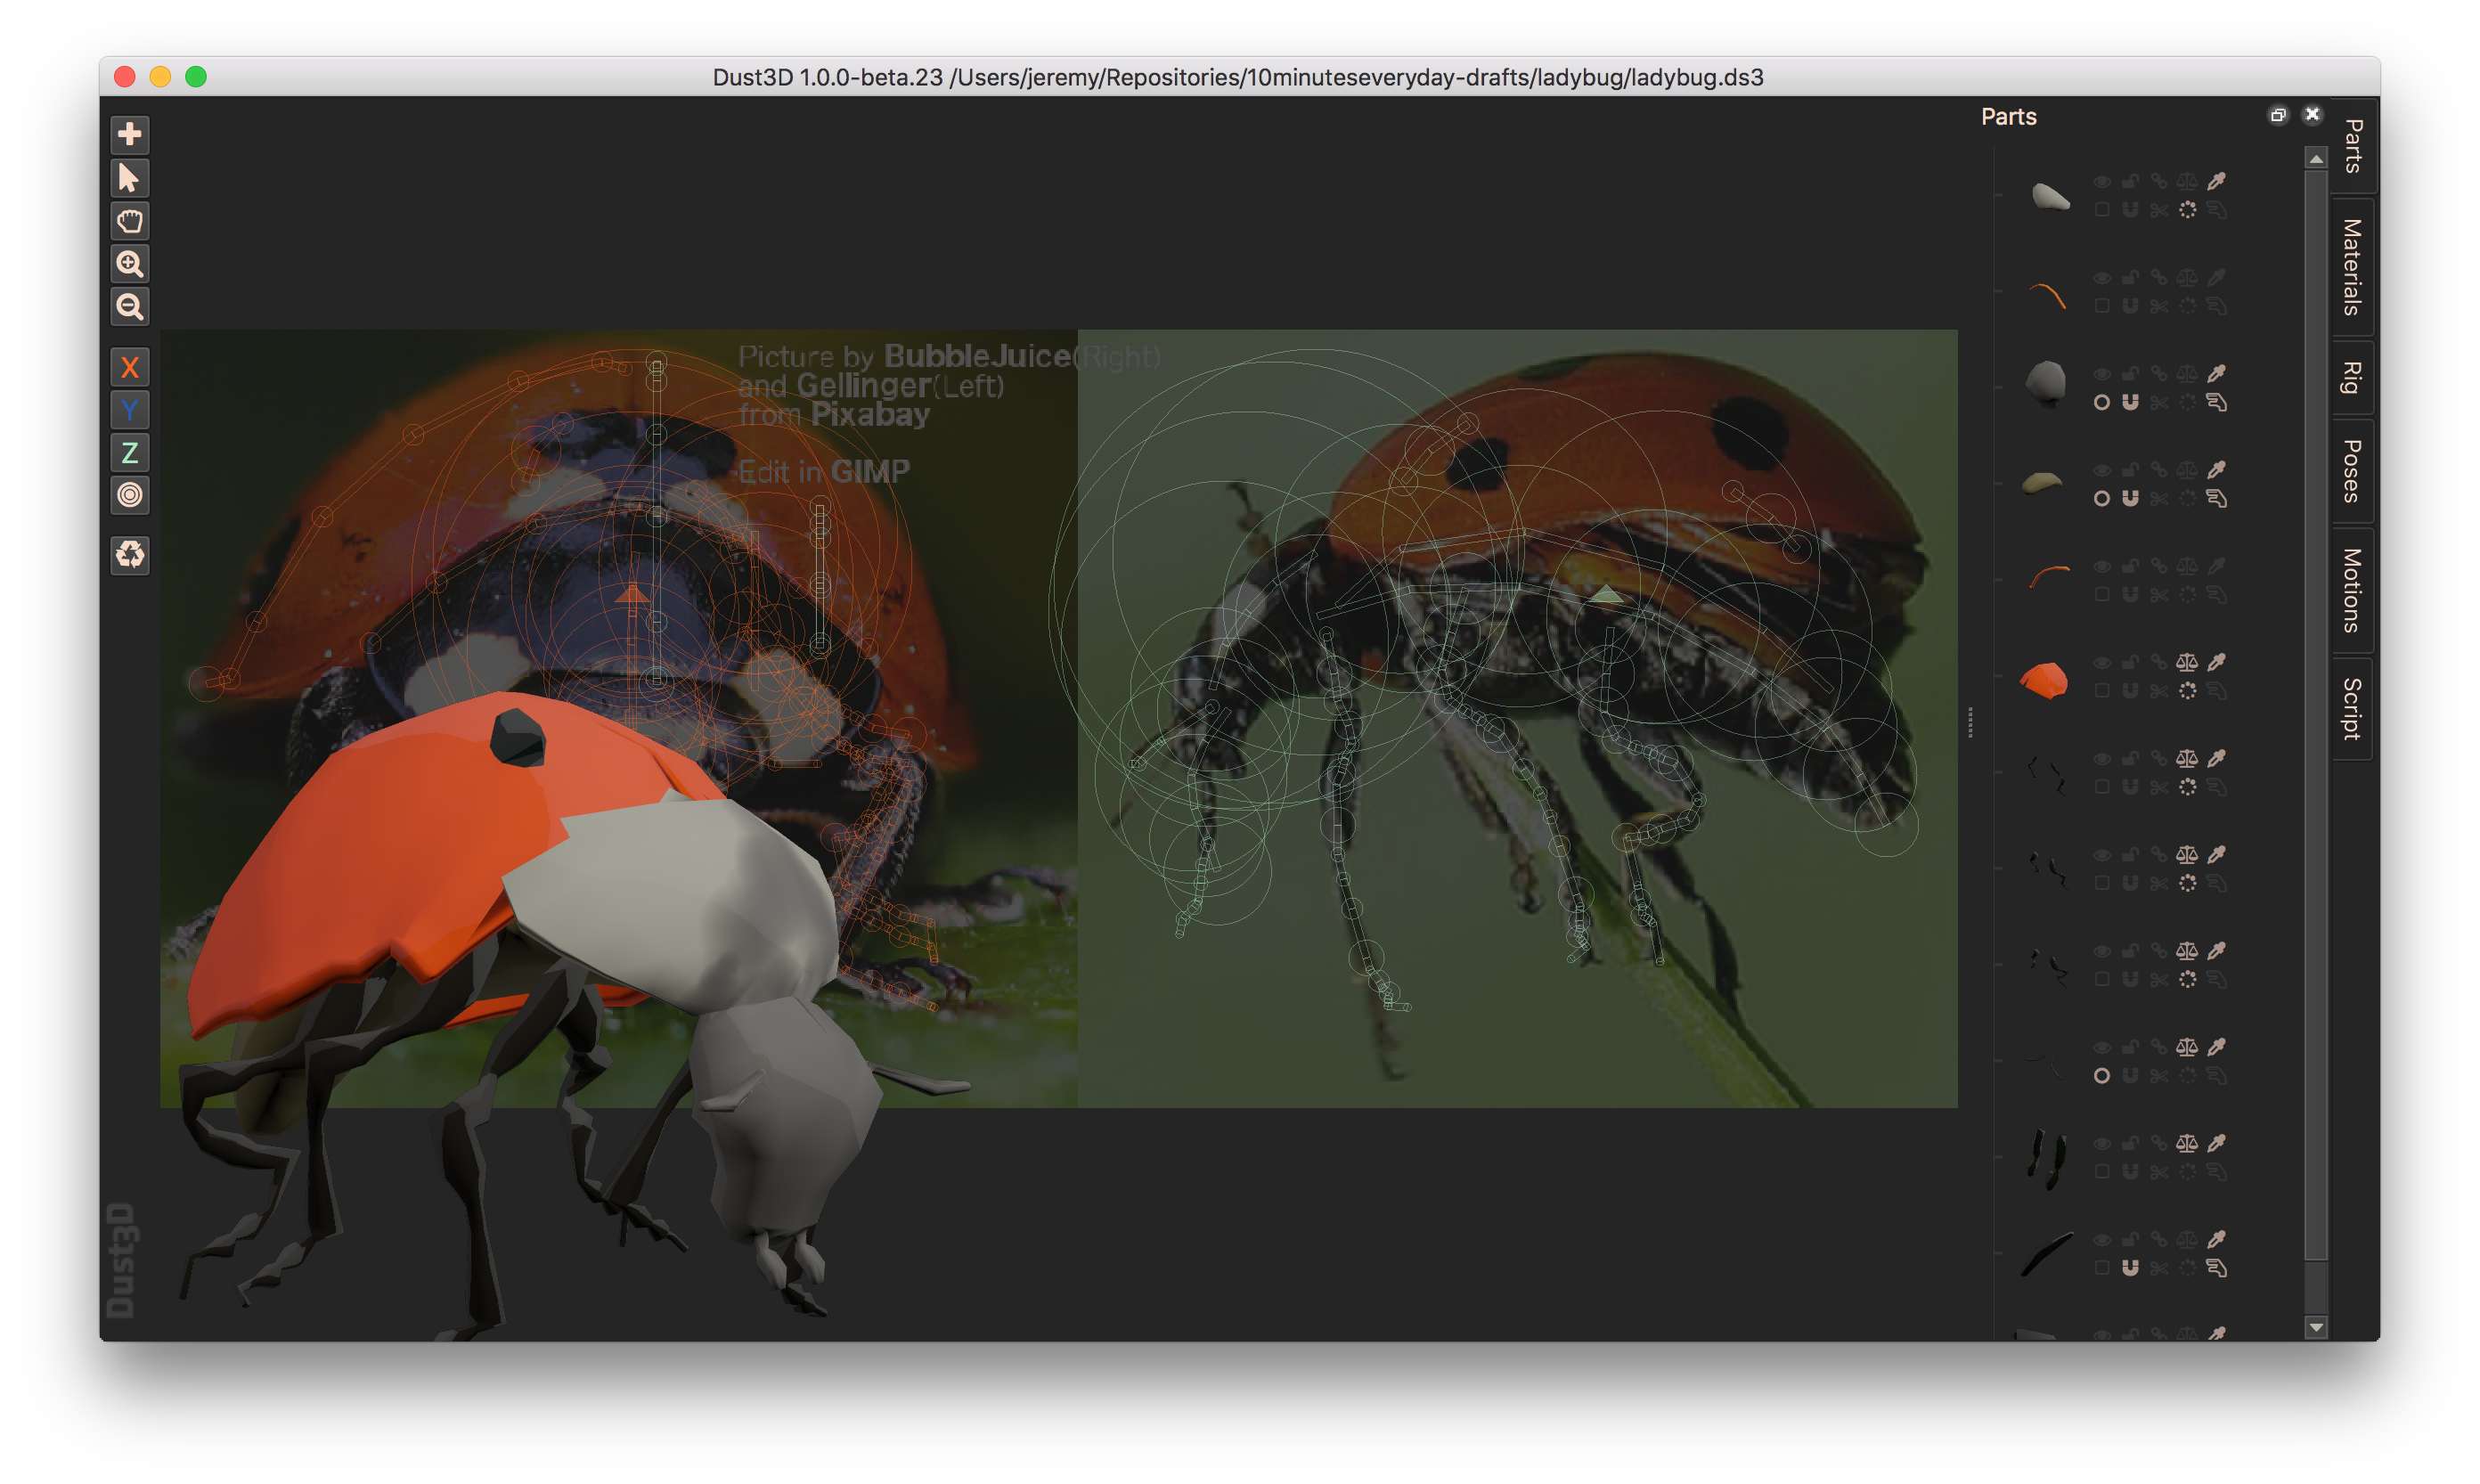 Dust3D 1.0.0-beta.23 /Users/jeremy/Repositories/10minuteseveryday-drafts/ladybug/ladybug.ds3
Parts
Parts
Materials
Rig
Poses
Motions
Script
X
Y
Z
Picture by BubbleJuice(Right)
and Gellinger(Left)
from Pixabay
Edit in GIMP
Dust3D